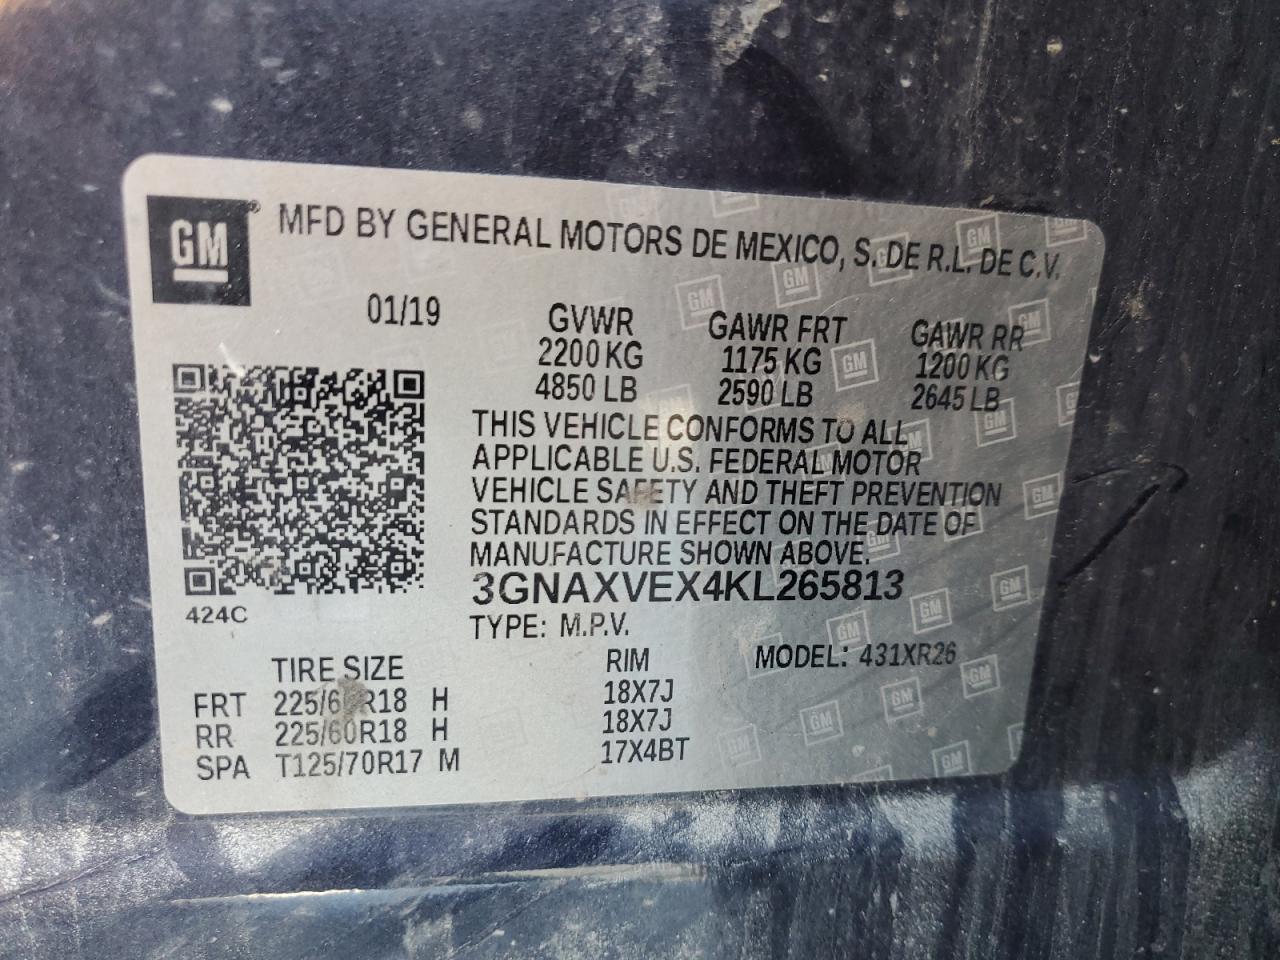 GM® MFD BY GENERAL MOTORS DE MEXICO, S. DE R.L. DE C.V.
01/19
GVWR GAWR FRT GAWR RR
2200 KG 1175 KG 1200 KG
4850 LB 2590 LB 2645 LB
THIS VEHICLE CONFORMS TO ALL
APPLICABLE U.S. FEDERAL MOTOR
VEHICLE SAFETY AND THEFT PREVENTION
STANDARDS IN EFFECT ON THE DATE OF
MANUFACTURE SHOWN ABOVE.
3GNAXVEX4KL265813
424C
TYPE: M.P.V.
MODEL: 431XR26
TIRE SIZE RIM
FRT 225/60R18 H 18X7J
RR 225/60R18 H 18X7J
SPA T125/70R17 M 17X4BT